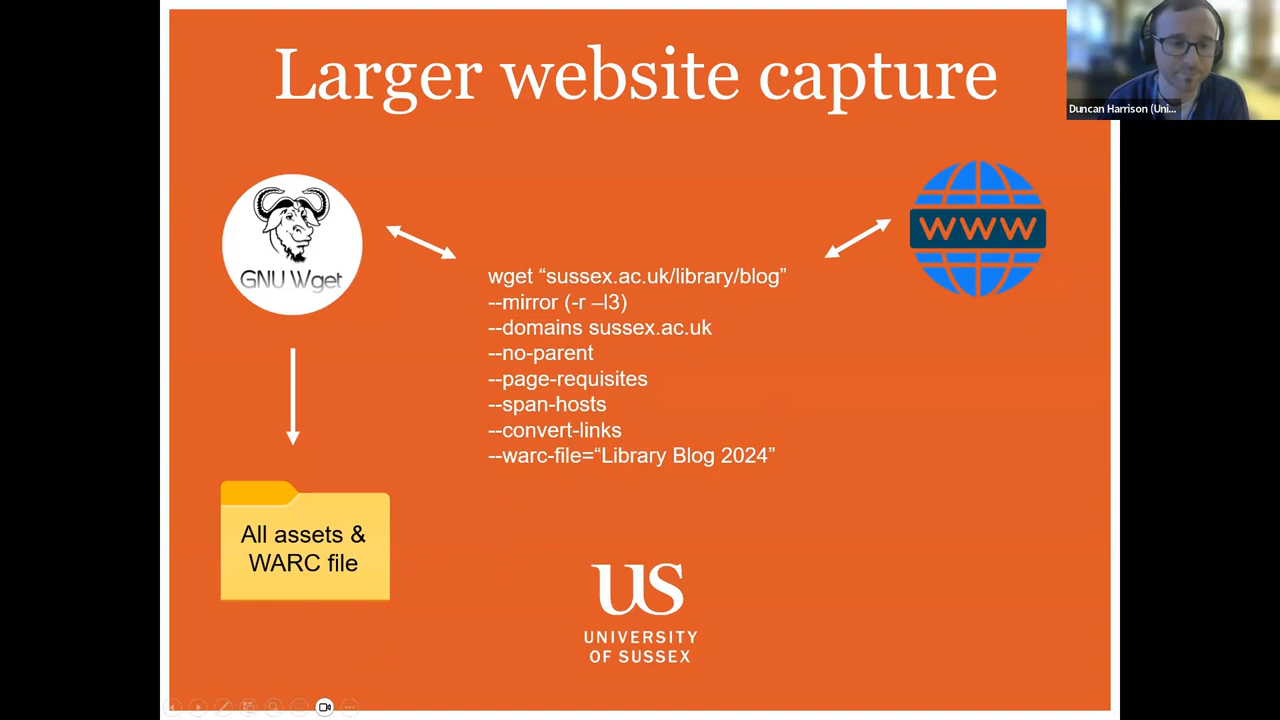 Larger website capture
Duncan Harrison (Uni...
GNU Wget
WWW
wget “sussex.ac.uk/library/blog”
--mirror (-r –l3)
--domains sussex.ac.uk
--no-parent
--page-requisites
--span-hosts
--convert-links
--warc-file=“Library Blog 2024”
All assets &
WARC file
US
UNIVERSITY
OF SUSSEX